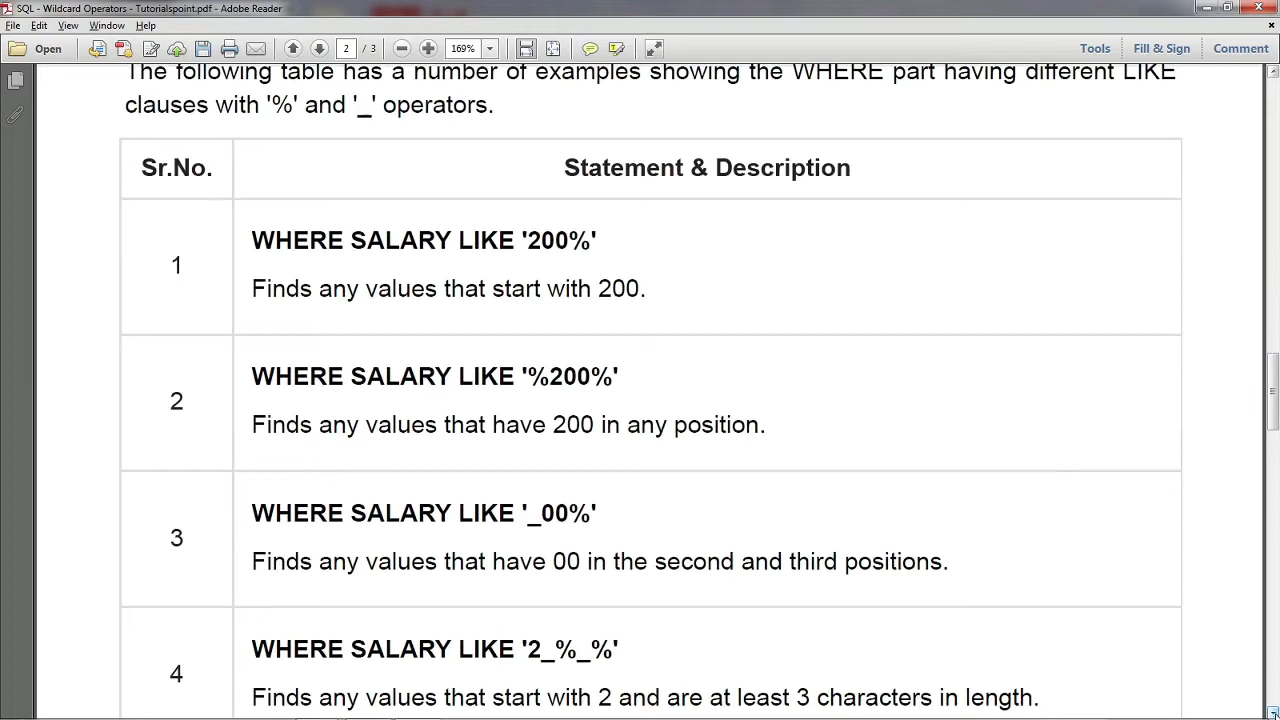 SQL - Wildcard Operators - Tutorialspoint.pdf - Adobe Reader
File Edit View Window Help
Open 2 / 3 169% Tools Fill & Sign Comment
The following table has a number of examples showing the WHERE part having different LIKE
clauses with '%' and '_' operators.
Sr.No. Statement & Description
1
WHERE SALARY LIKE '200%'
Finds any values that start with 200.
2
WHERE SALARY LIKE '%200%'
Finds any values that have 200 in any position.
3
WHERE SALARY LIKE '_00%'
Finds any values that have 00 in the second and third positions.
4
WHERE SALARY LIKE '2_%_%'
Finds any values that start with 2 and are at least 3 characters in length.